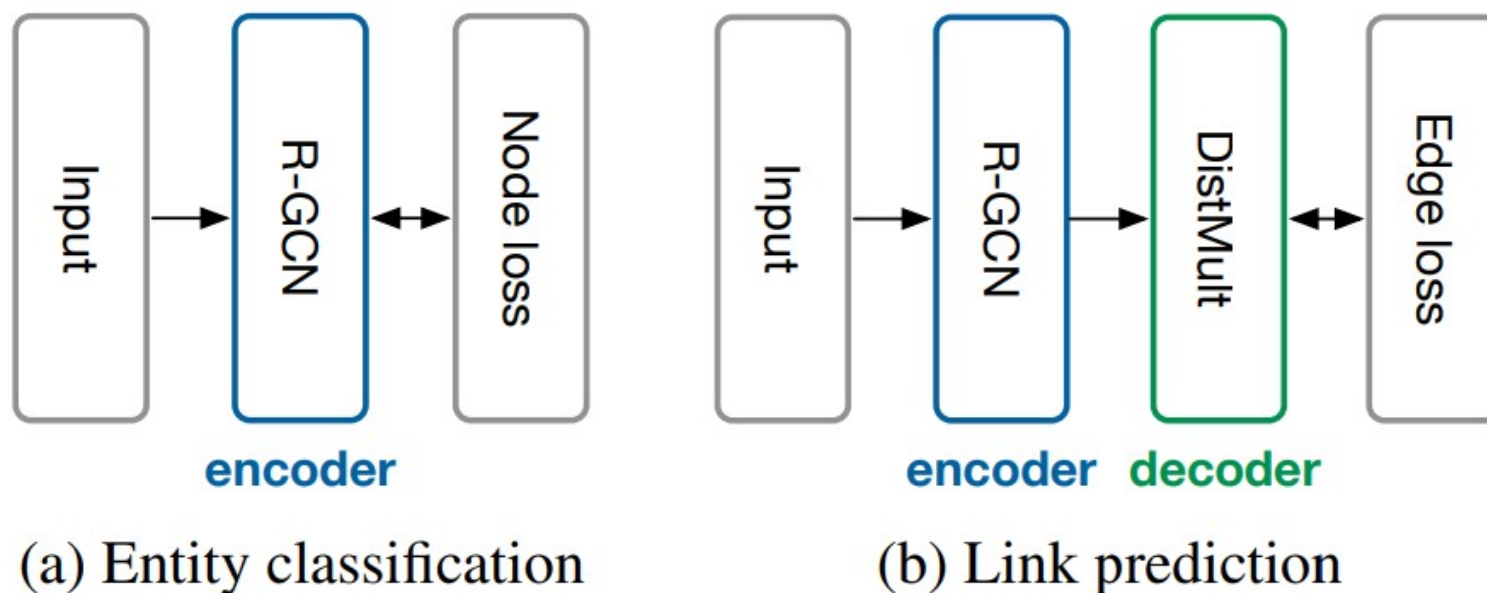 Input
R-GCN
Node loss
encoder
(a) Entity classification
Input
R-GCN
DistMult
Edge loss
encoder decoder
(b) Link prediction